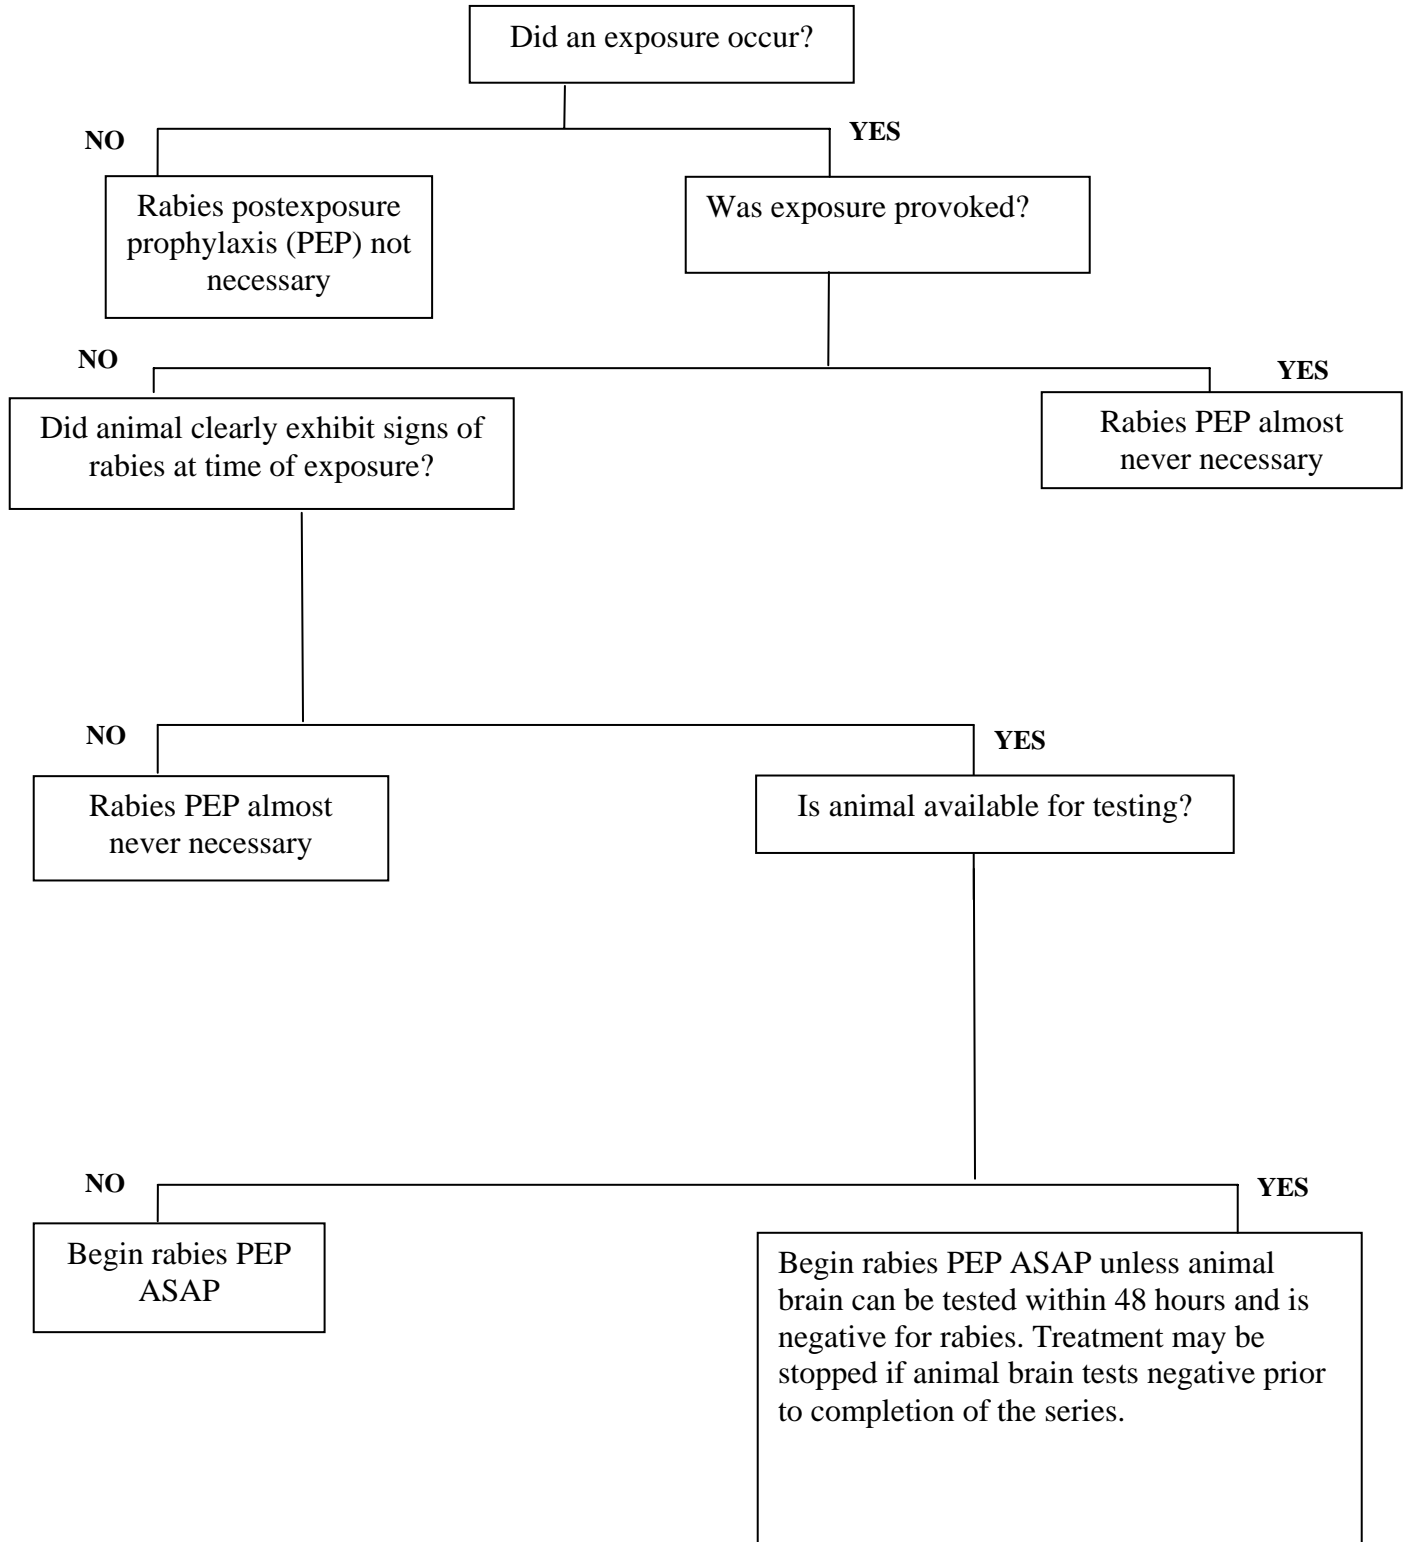 Did an exposure occur?
NO
YES
Rabies postexposure
prophylaxis (PEP) not
necessary
Was exposure provoked?
NO
YES
Did animal clearly exhibit signs of
rabies at time of exposure?
Rabies PEP almost
never necessary
NO
YES
Rabies PEP almost
never necessary
Is animal available for testing?
NO
YES
Begin rabies PEP
ASAP
Begin rabies PEP ASAP unless animal
brain can be tested within 48 hours and is
negative for rabies. Treatment may be
stopped if animal brain tests negative prior
to completion of the series.